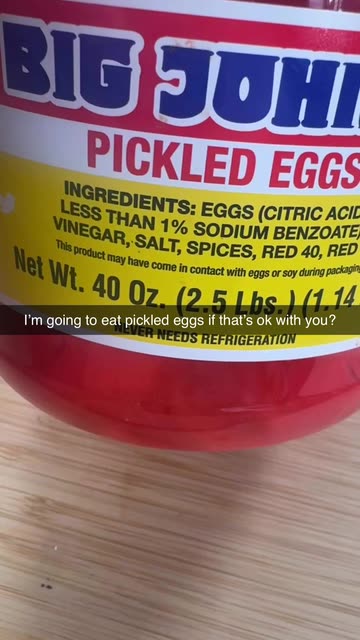 BIG JOHN
PICKLED EGGS
INGREDIENTS: EGGS (CITRIC ACID
LESS THAN 1% SODIUM BENZOATE)
VINEGAR, SALT, SPICES, RED 40, RED
This product may have come in contact with eggs or soy during packaging
Net Wt. 40 Oz. (2.5 Lbs.) (1.14
I'm going to eat pickled eggs if that's ok with you?
NEVER NEEDS REFRIGERATION